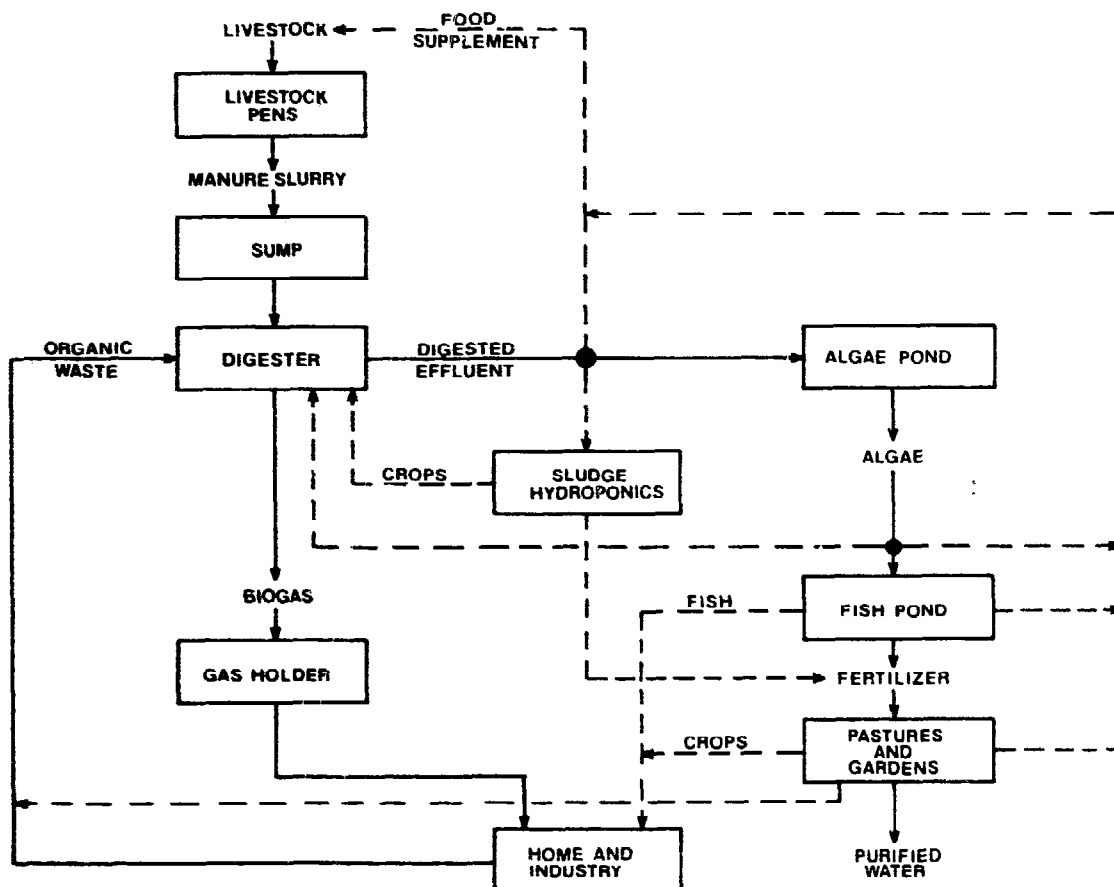 LIVESTOCK
FOOD
SUPPLEMENT
LIVESTOCK
PENS
MANURE SLURRY
SUMP
ORGANIC
WASTE
DIGESTER
DIGESTED
EFFLUENT
ALGAE POND
CROPS
SLUDGE
HYDROPONICS
ALGAE
BIOGAS
FISH
FISH POND
GAS HOLDER
FERTILIZER
CROPS
PASTURES
AND
GARDENS
HOME AND
INDUSTRY
PURIFIED
WATER